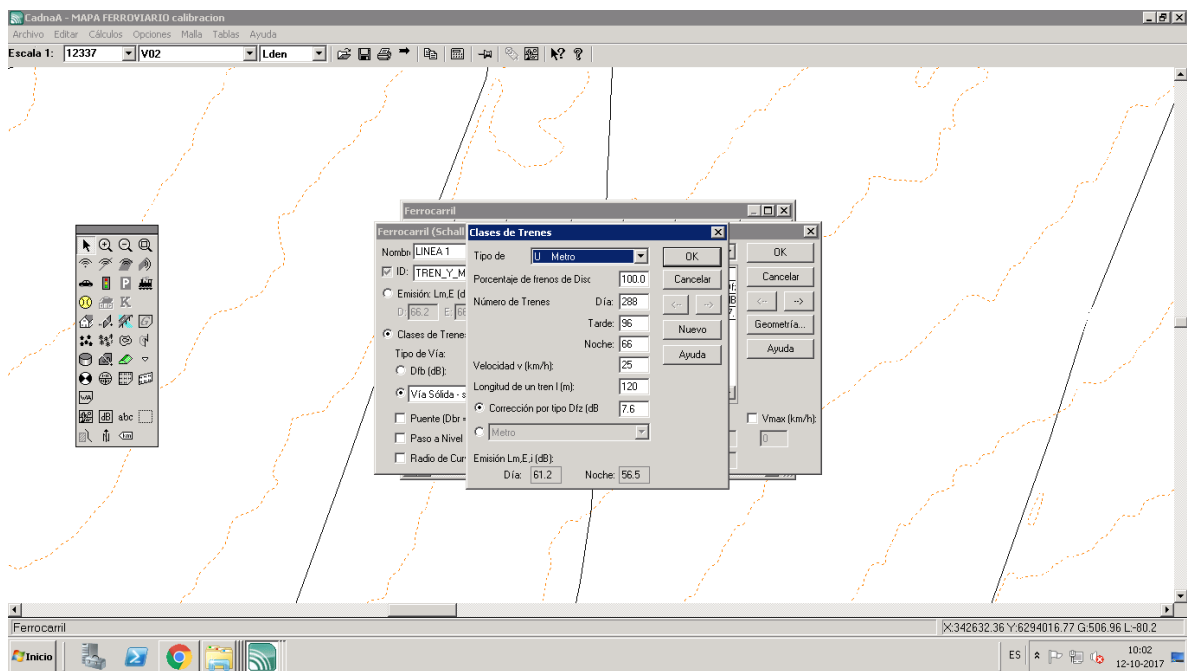 CadnaA - MAPA FERROVIARIO calibracion
Archivo Editar Cálculos Opciones Malla Tablas Ayuda
Escala 1: 12337 V02 Lden
Ferrocarril
Ferrocarril (Schall
Nombr LINEA 1
ID: TREN_Y_M
Emisión: Lm,E (d
D: 66.2 E: 66
Clases de Trene
Tipo de Vía:
Dfb (dB):
Vía Sólida - s
Puente (Dbr =
Paso a Nivel
Radio de Cur
OK
Cancelar
<-- -->
Geometría...
Ayuda
Vmax (km/h):
0
Clases de Trenes
Tipo de U Metro
Porcentaje de frenos de Disc 100.0
Número de Trenes Día: 288
Tarde: 96
Noche: 66
Velocidad v (km/h): 25
Longitud de un tren l (m): 120
Corrección por tipo Dfz (dB 7.6
Metro
Emisión Lm,E,i (dB):
Día: 61.2 Noche: 56.5
OK
Cancelar
<-- -->
Nuevo
Ayuda
abc
dB
Ferrocarril
X:342632.36 Y:6294016.77 G:506.96 L:-80.2
Inicio
ES
10:02
12-10-2017